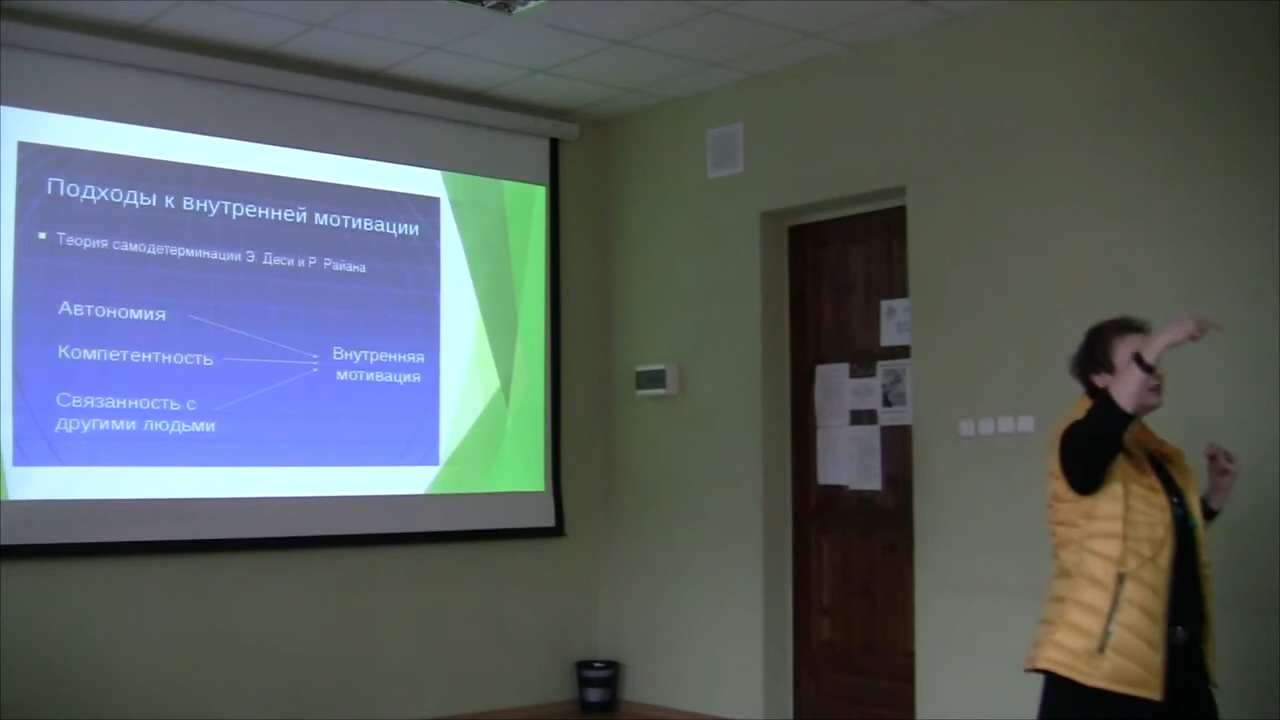 Подходы к внутренней мотивации
Теория самодетерминации Э. Деси и Р. Райана
Автономия
Компетентность
Связанность с
другими людьми
Внутренняя
мотивация